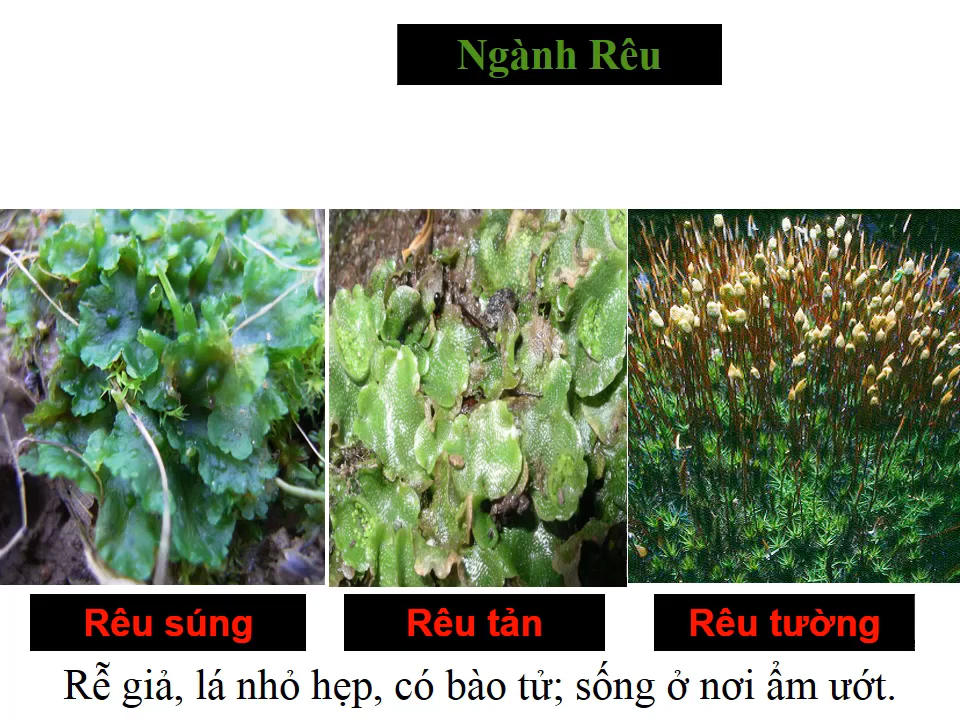 Ngành Rêu
Rêu súng
Rêu tản
Rêu tường
Rễ giả, lá nhỏ hẹp, có bào tử; sống ở nơi ẩm ướt.